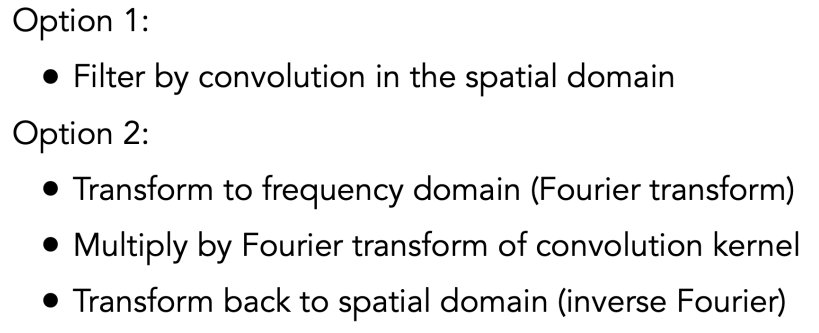 Option 1:
• Filter by convolution in the spatial domain
Option 2:
• Transform to frequency domain (Fourier transform)
• Multiply by Fourier transform of convolution kernel
• Transform back to spatial domain (inverse Fourier)